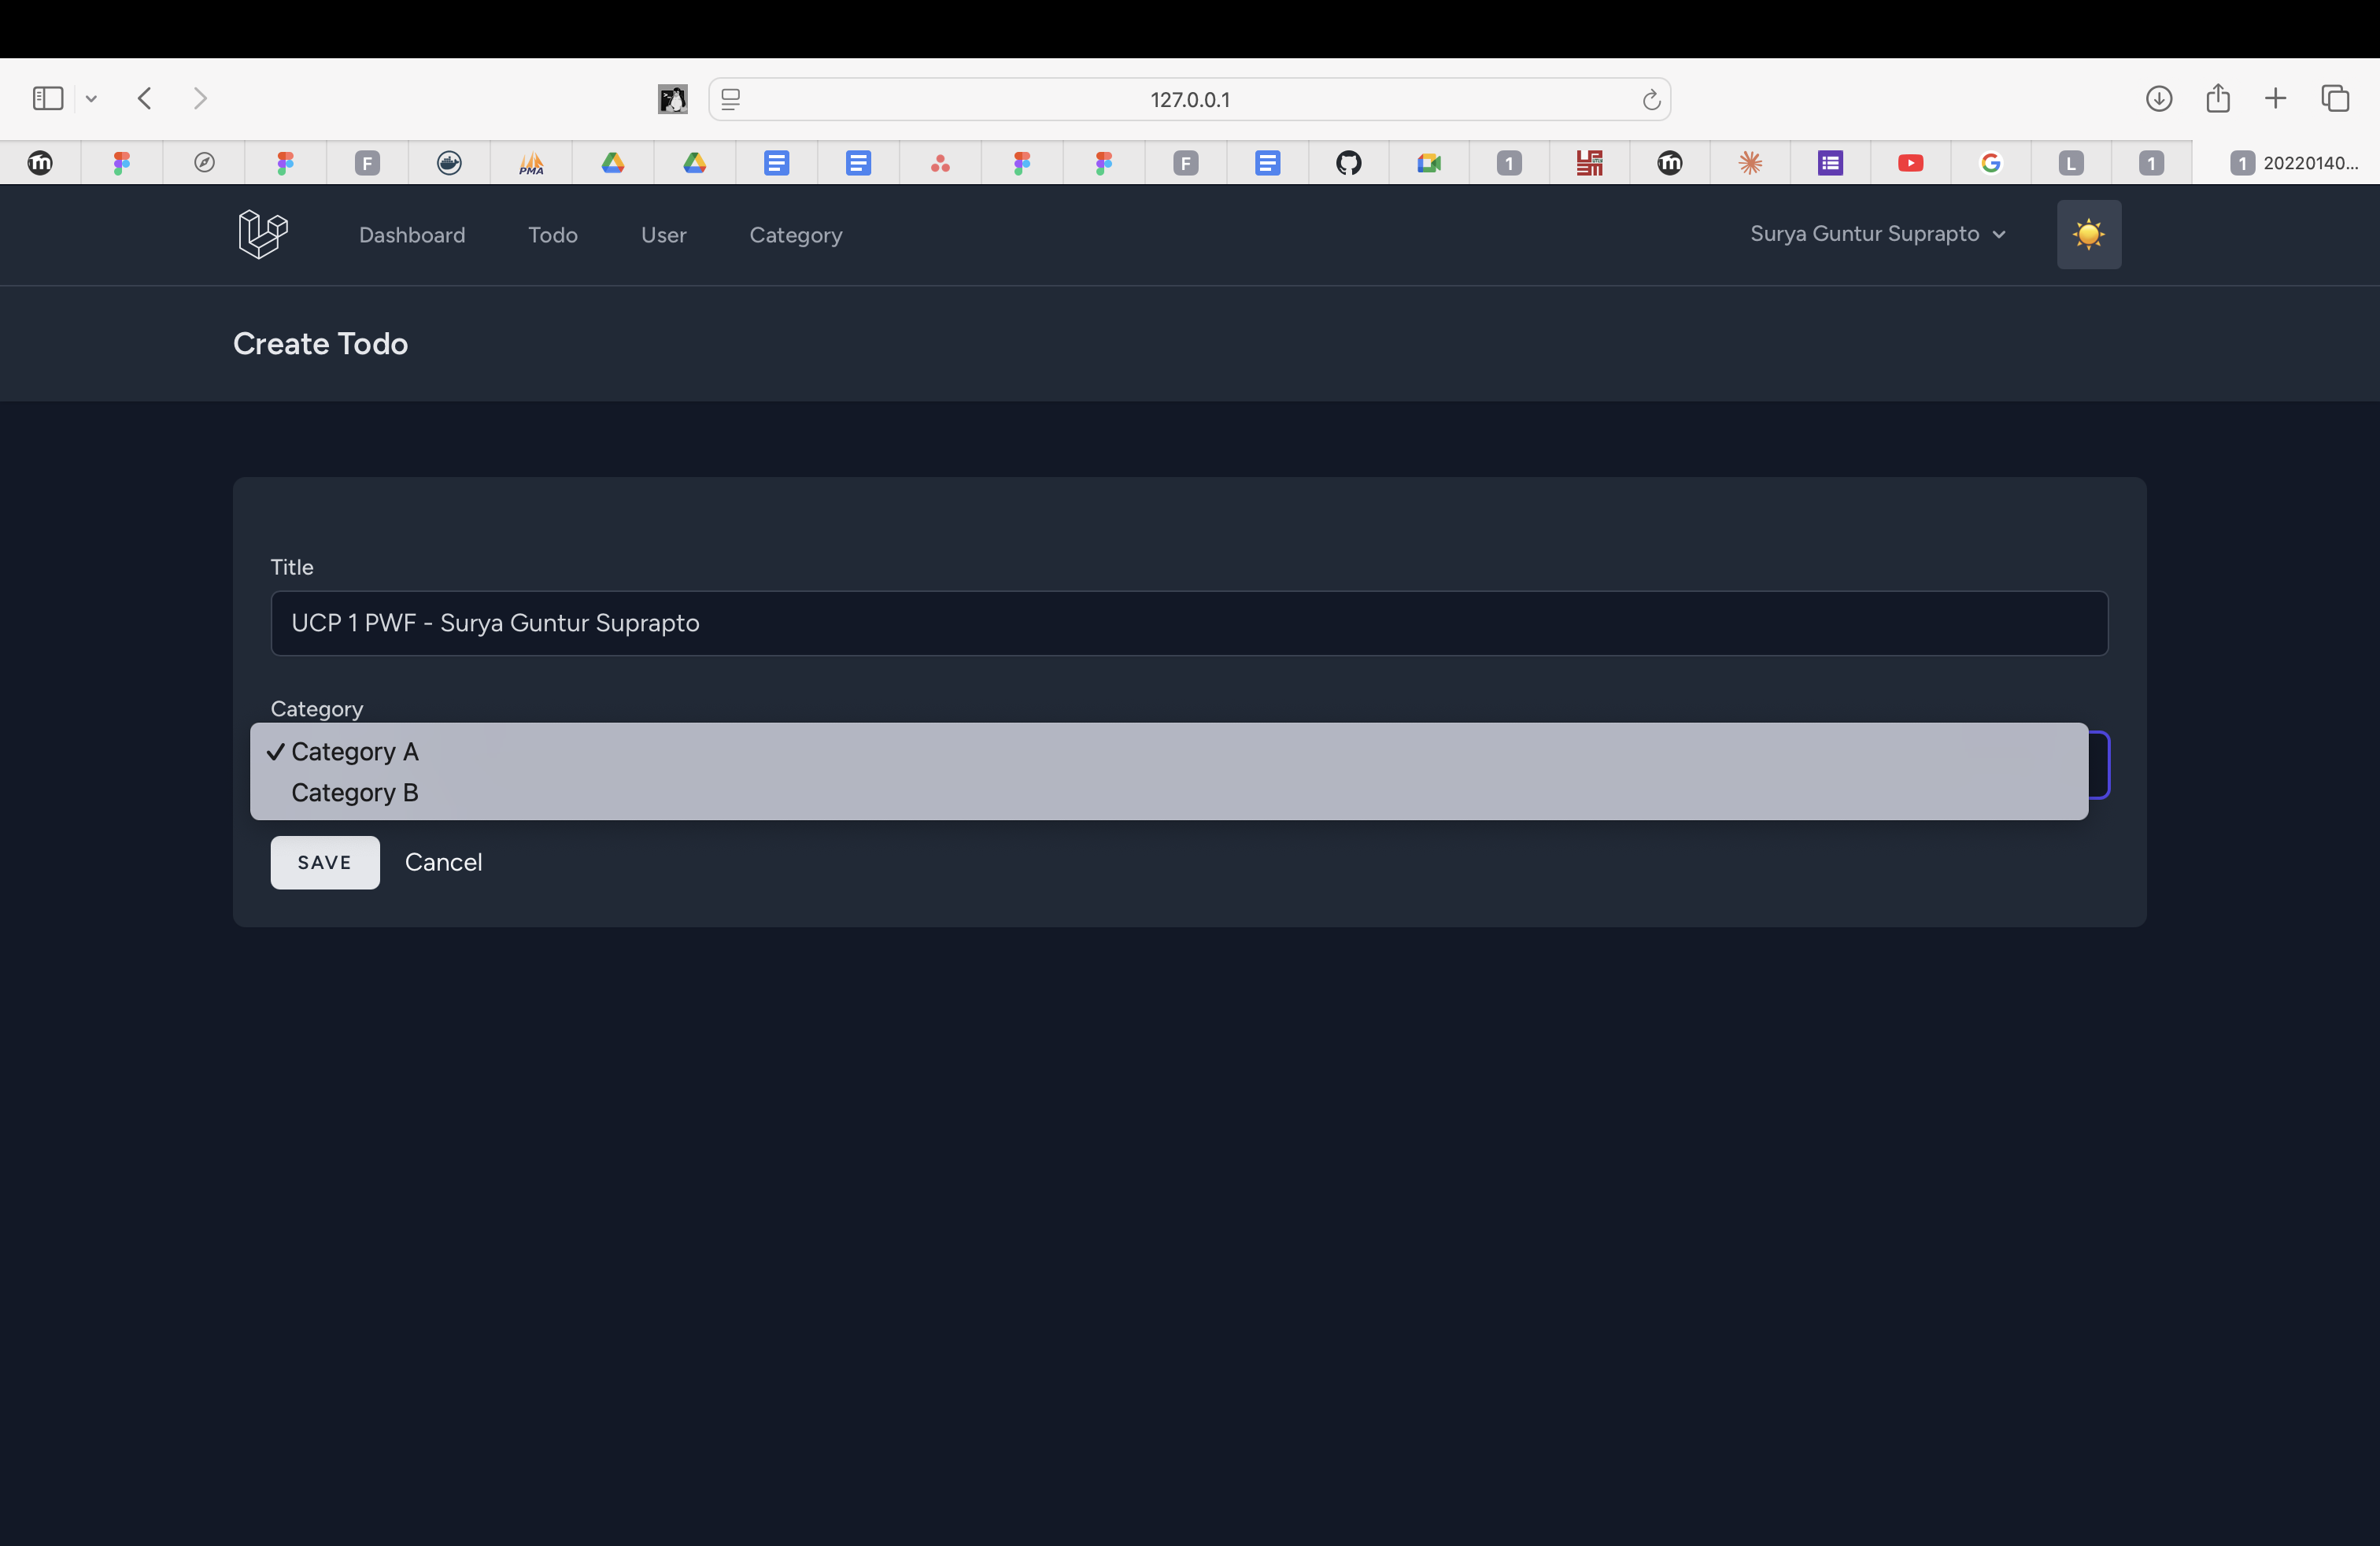 127.0.0.1
F
PMA
F
1
L
1
1 20220140...
Dashboard Todo User Category Surya Guntur Suprapto
Create Todo
Title
UCP 1 PWF - Surya Guntur Suprapto
Category
Category A
Category B
SAVE Cancel